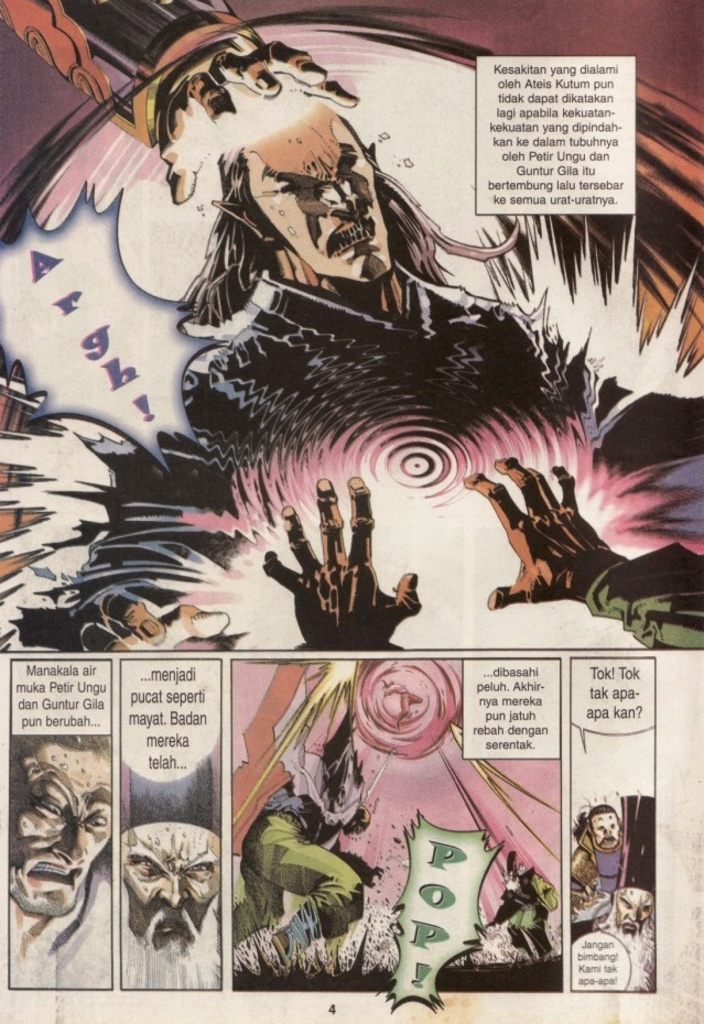 Kesakitan yang dialami
oleh Ateis Kutum pun
tidak dapat dikatakan
lagi apabila kekuatan-
kekuatan yang dipindah-
kan ke dalam tubuhnya
oleh Petir Ungu dan
Guntur Gila itu
bertembung lalu tersebar
ke semua urat-uratnya.
Argh!
Manakala air
muka Petir Ungu
dan Guntur Gila
pun berubah...
...menjadi
pucat seperti
mayat. Badan
mereka
telah...
...dibasahi
peluh. Akhir-
nya mereka
pun jatuh
rebah dengan
serentak.
POP!
Tok! Tok
tak apa-
apa kan?
Jangan
bimbang!
Kami tak
apa-apa!
4